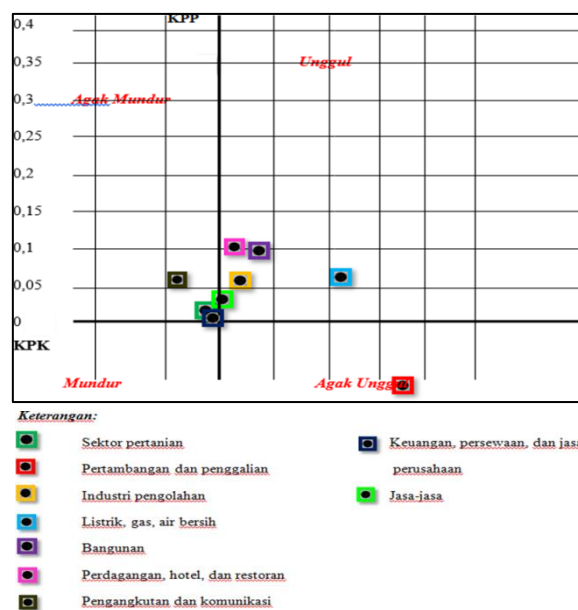 0,4
KPP
0,35
Unggul
0,3
Agak Mundur
0,25
0,2
0,15
0,1
0,05
0
KPK
Mundur
Agak Unggul
Keterangan:
Sektor pertanian
Keuangan, persewaan, dan jasa
Pertambangan dan penggalian
perusahaan
Industri pengolahan
Jasa-jasa
Listrik, gas, air bersih
Bangunan
Perdagangan, hotel, dan restoran
Pengangkutan dan komunikasi